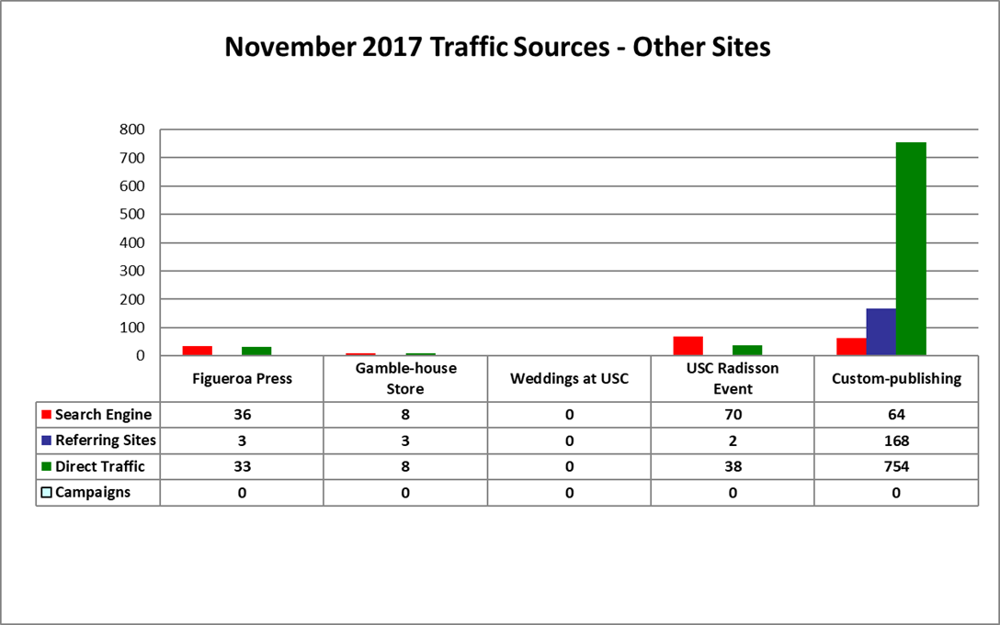 November 2017 Traffic Sources - Other Sites
800
700
600
500
400
300
200
100
0
Figueroa Press
Gamble-house
Store
Weddings at USC
USC Radisson
Event
Custom-publishing
Search Engine 36 8 0 70 64
Referring Sites 3 3 0 2 168
Direct Traffic 33 8 0 38 754
Campaigns 0 0 0 0 0